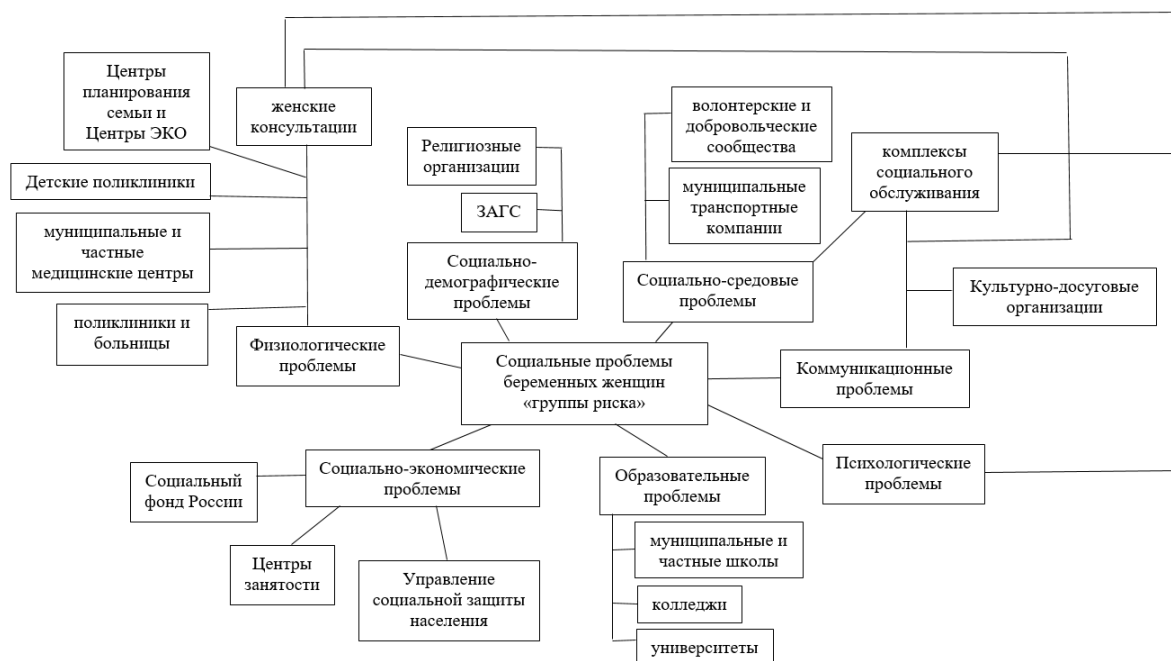 Центры
планирования
семьи и
Центры ЭКО
женские
консультации
Детские поликлиники
муниципальные и
частные
медицинские центры
поликлиники и
больницы
Физиологические
проблемы
Религиозные
организации
ЗАГС
Социально-
демографические
проблемы
волонтерские и
добровольческие
сообщества
муниципальные
транспортные
компании
Социально-средовые
проблемы
комплексы
социального
обслуживания
Культурно-досуговые
организации
Коммуникационные
проблемы
Социальные проблемы
беременных женщин
«группы риска»
Социально-экономические
проблемы
Социальный
фонд России
Центры
занятости
Управление
социальной защиты
населения
Образовательные
проблемы
муниципальные и
частные школы
колледжи
университеты
Психологические
проблемы